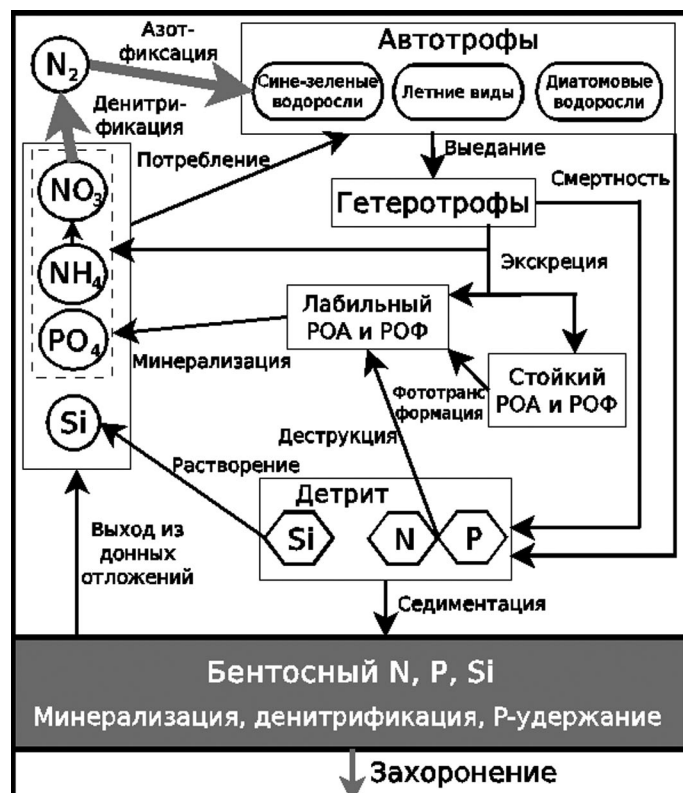 Азот-
фиксация
Автотрофы
N2
Сине-зеленые
водоросли
Летние виды
Диатомовые
водоросли
Денитри-
фикация
Потребление
Выедание
Смертность
NO3
Гетеротрофы
Экскреция
NH4
Лабильный
РОА и РОФ
PO4
Минерализация
Стойкий
РОА и РОФ
Фототранс
формация
Si
Деструкция
Растворение
Детрит
Si
N
P
Выход из
донных
отложений
Седиментация
Бентосный N, P, Si
Минерализация, денитрификация, Р-удержание
Захоронение